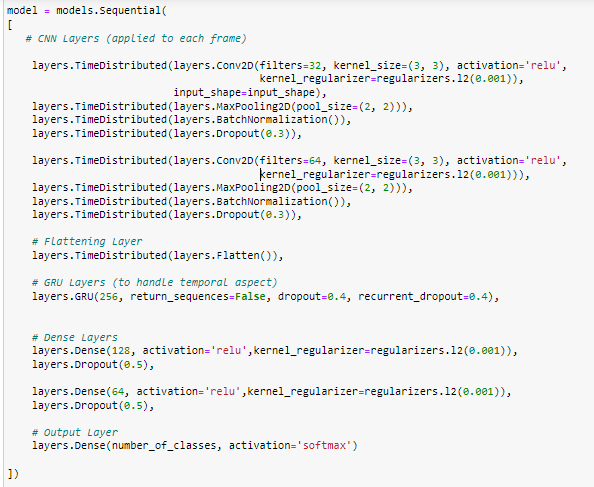 model = models.Sequential(
[
# CNN Layers (applied to each frame)
layers.TimeDistributed(layers.Conv2D(filters=32, kernel_size=(3, 3), activation='relu',
kernel_regularizer=regularizers.l2(0.001)),
input_shape=input_shape),
layers.TimeDistributed(layers.MaxPooling2D(pool_size=(2, 2))),
layers.TimeDistributed(layers.BatchNormalization()),
layers.TimeDistributed(layers.Dropout(0.3)),
layers.TimeDistributed(layers.Conv2D(filters=64, kernel_size=(3, 3), activation='relu',
kernel_regularizer=regularizers.l2(0.001))),
layers.TimeDistributed(layers.MaxPooling2D(pool_size=(2, 2))),
layers.TimeDistributed(layers.BatchNormalization()),
layers.TimeDistributed(layers.Dropout(0.3)),
# Flattening Layer
layers.TimeDistributed(layers.Flatten()),
# GRU Layers (to handle temporal aspect)
layers.GRU(256, return_sequences=False, dropout=0.4, recurrent_dropout=0.4),
# Dense Layers
layers.Dense(128, activation='relu',kernel_regularizer=regularizers.l2(0.001)),
layers.Dropout(0.5),
layers.Dense(64, activation='relu',kernel_regularizer=regularizers.l2(0.001)),
layers.Dropout(0.5),
# Output Layer
layers.Dense(number_of_classes, activation='softmax')
])